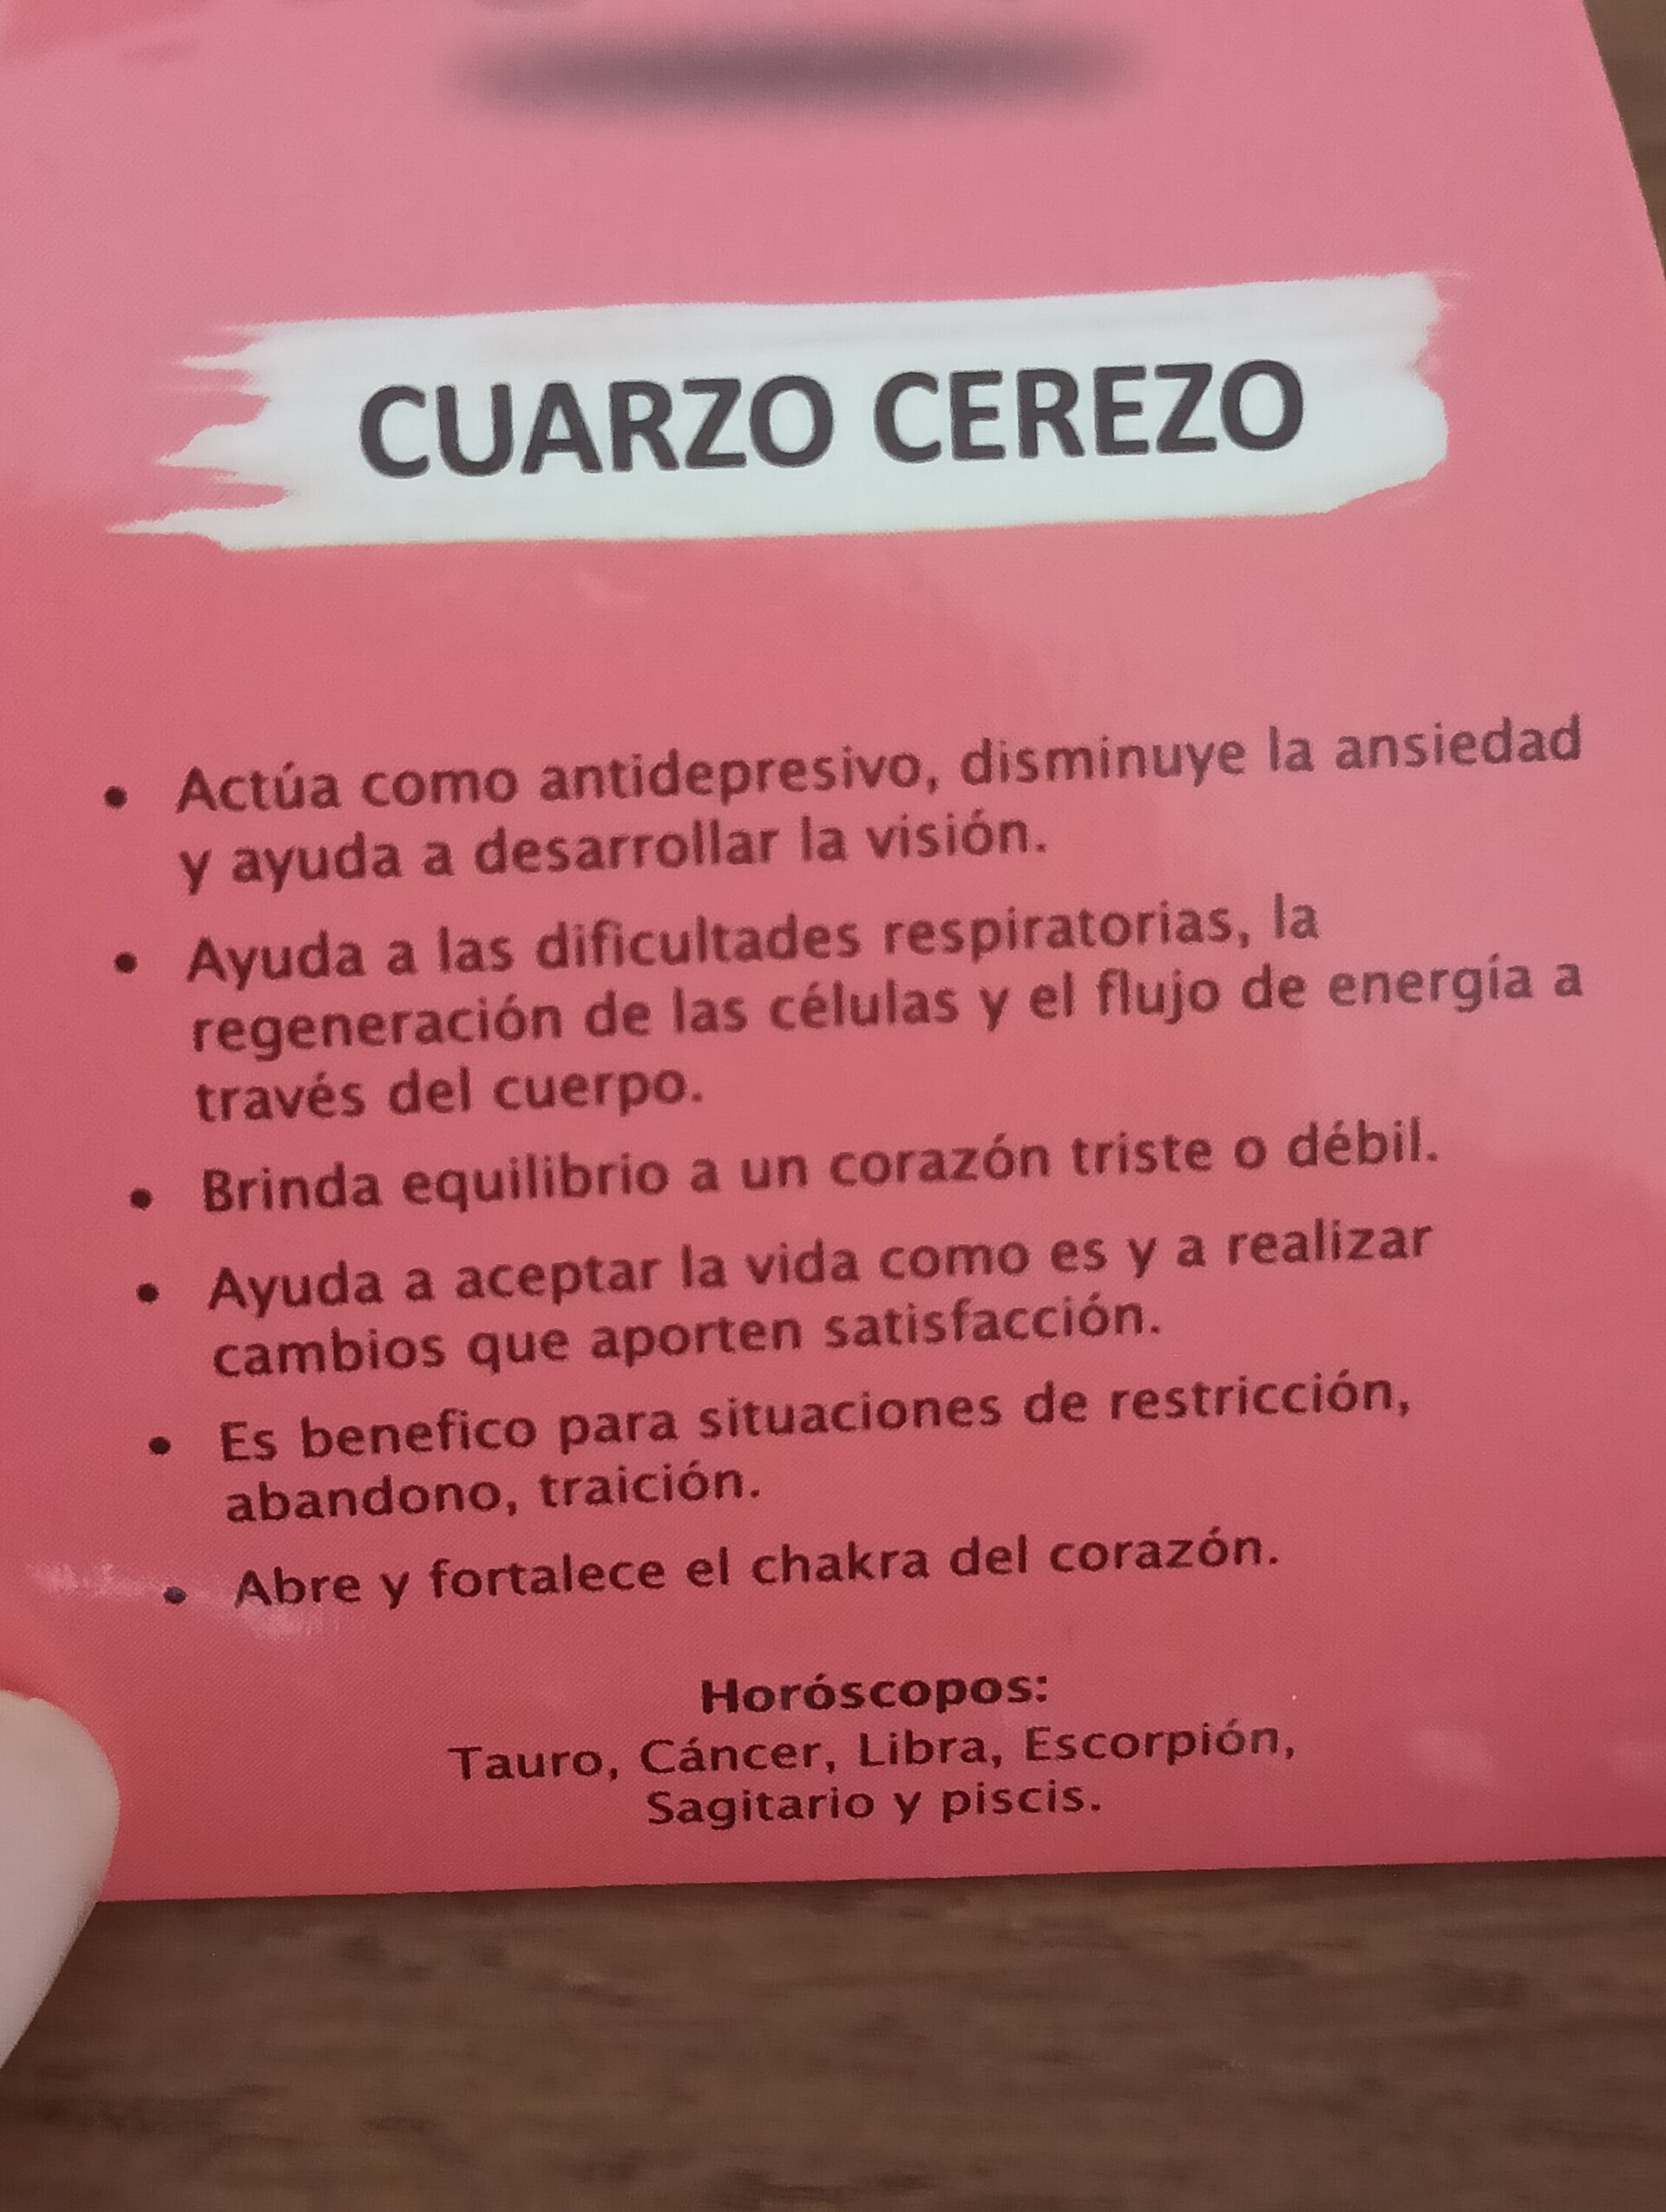 CUARZO CEREZO
• Actúa como antidepresivo, disminuye la ansiedad
y ayuda a desarrollar la visión.
• Ayuda a las dificultades respiratorias, la
regeneración de las células y el flujo de energía a
través del cuerpo.
• Brinda equilibrio a un corazón triste o débil.
• Ayuda a aceptar la vida como es y a realizar
cambios que aporten satisfacción.
• Es benefico para situaciones de restricción,
abandono, traición.
• Abre y fortalece el chakra del corazón.
Horóscopos:
Tauro, Cáncer, Libra, Escorpión,
Sagitario y piscis.